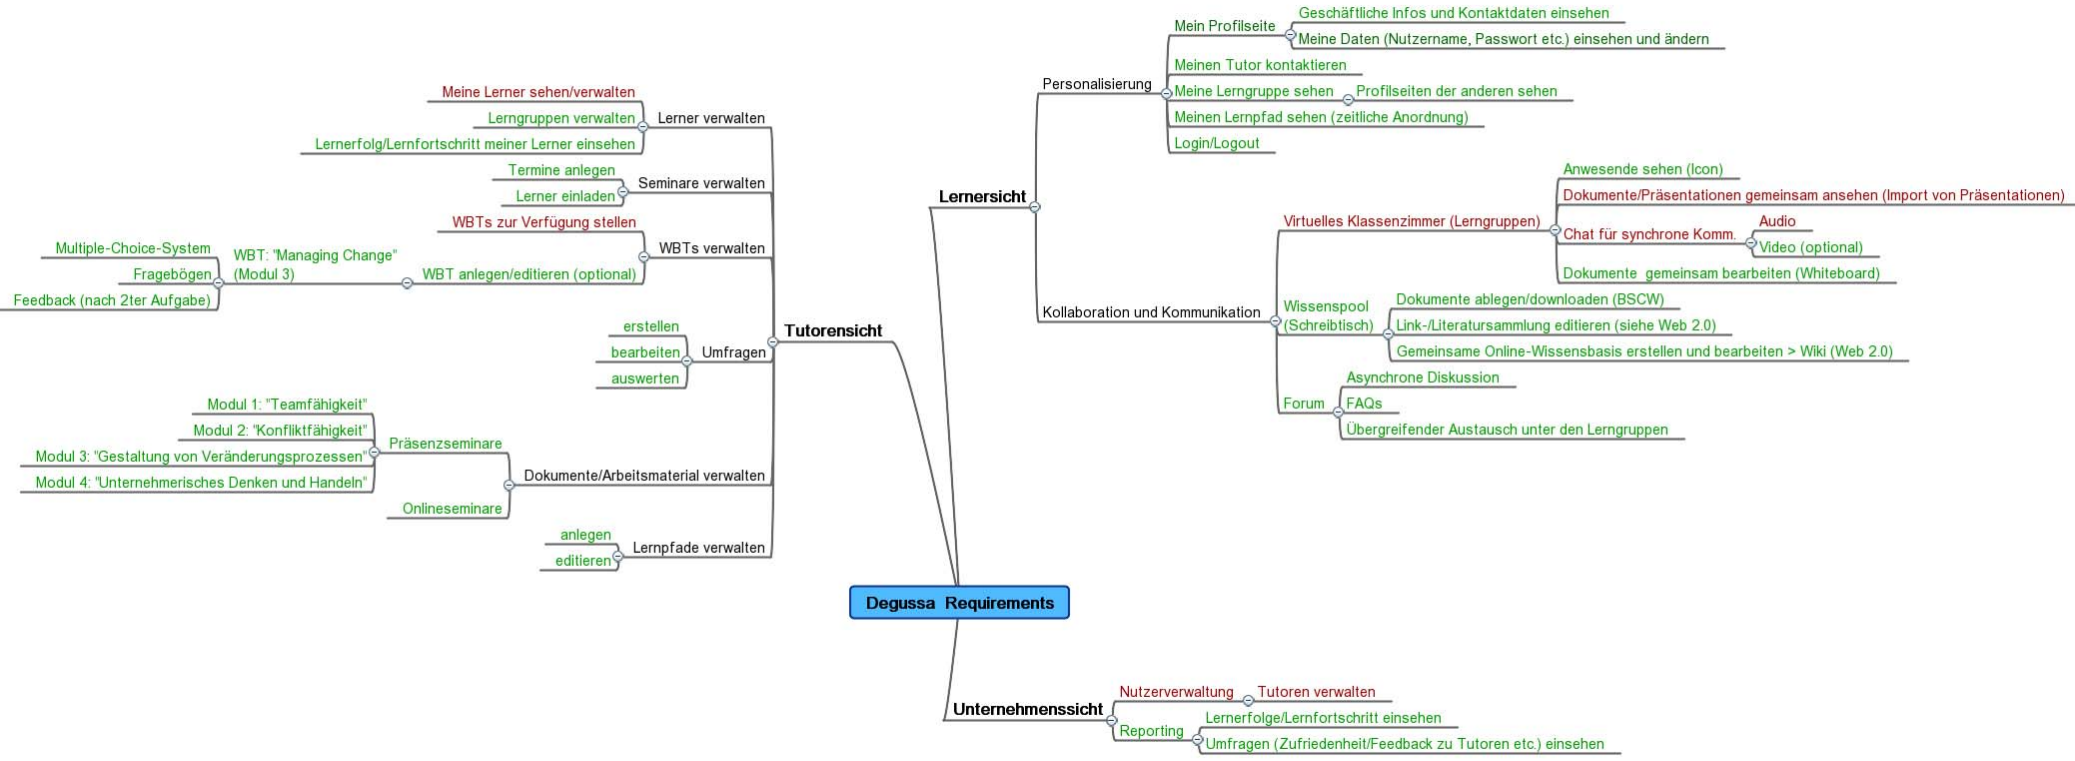 Degussa  Requirements
Lernersicht
Personalisierung
Mein Profilseite
Geschäftliche Infos und Kontaktdaten einsehen
Meine Daten (Nutzername, Passwort etc.) einsehen und ändern
Meinen Tutor kontaktieren
Meine Lerngruppe sehen
Profilseiten der anderen sehen
Meinen Lernpfad sehen (zeitliche Anordnung)
Login/Logout
Kollaboration und Kommunikation
Virtuelles Klassenzimmer (Lerngruppen)
Anwesende sehen (Icon)
Dokumente/Präsentationen gemeinsam ansehen (Import von Präsentationen)
Chat für synchrone Komm.
Audio
Video (optional)
Dokumente  gemeinsam bearbeiten (Whiteboard)
Wissenspool
(Schreibtisch)
Dokumente ablegen/downloaden (BSCW)
Link-/Literatursammlung editieren (siehe Web 2.0)
Gemeinsame Online-Wissensbasis erstellen und bearbeiten > Wiki (Web 2.0)
Forum
Asynchrone Diskussion
FAQs
Übergreifender Austausch unter den Lerngruppen
Tutorensicht
Lerner verwalten
Meine Lerner sehen/verwalten
Lerngruppen verwalten
Lernerfolg/Lernfortschritt meiner Lerner einsehen
Seminare verwalten
Termine anlegen
Lerner einladen
WBTs verwalten
WBTs zur Verfügung stellen
WBT anlegen/editieren (optional)
WBT: "Managing Change"
(Modul 3)
Multiple-Choice-System
Fragebögen
Feedback (nach 2ter Aufgabe)
Umfragen
erstellen
bearbeiten
auswerten
Dokumente/Arbeitsmaterial verwalten
Präsenzseminare
Modul 1: "Teamfähigkeit"
Modul 2: "Konfliktfähigkeit"
Modul 3: "Gestaltung von Veränderungsprozessen"
Modul 4: "Unternehmerisches Denken und Handeln"
Onlineseminare
Lernpfade verwalten
anlegen
editieren
Unternehmenssicht
Nutzerverwaltung
Tutoren verwalten
Reporting
Lernerfolge/Lernfortschritt einsehen
Umfragen (Zufriedenheit/Feedback zu Tutoren etc.) einsehen